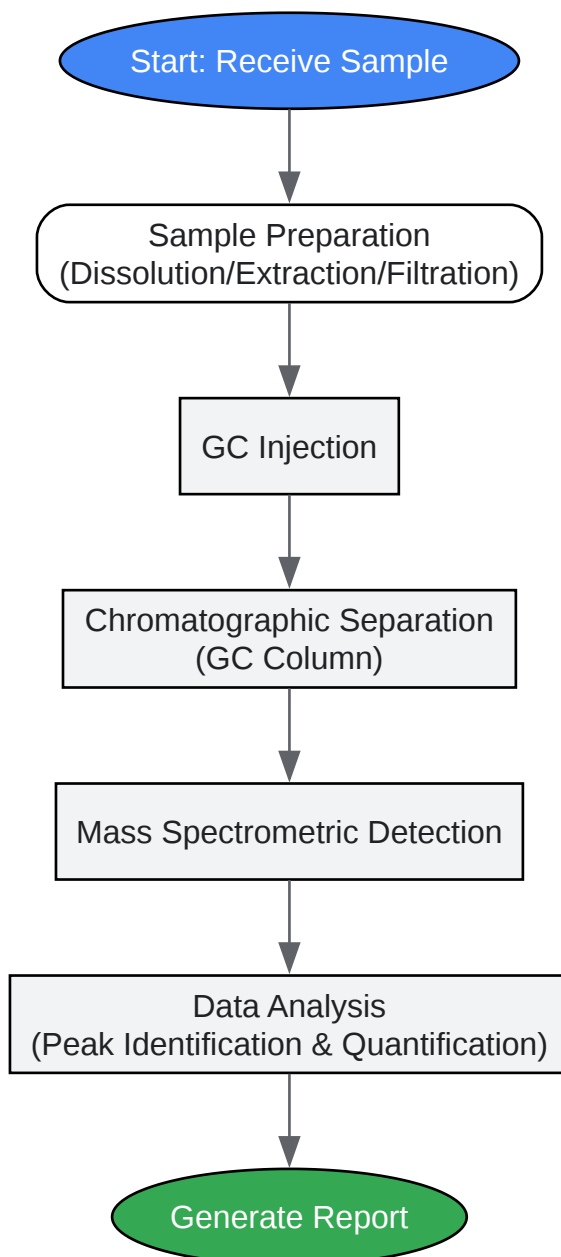 Start: Receive Sample
Sample Preparation
(Dissolution/Extraction/Filtration)
GC Injection
Chromatographic Separation
(GC Column)
Mass Spectrometric Detection
Data Analysis
(Peak Identification & Quantification)
Generate Report